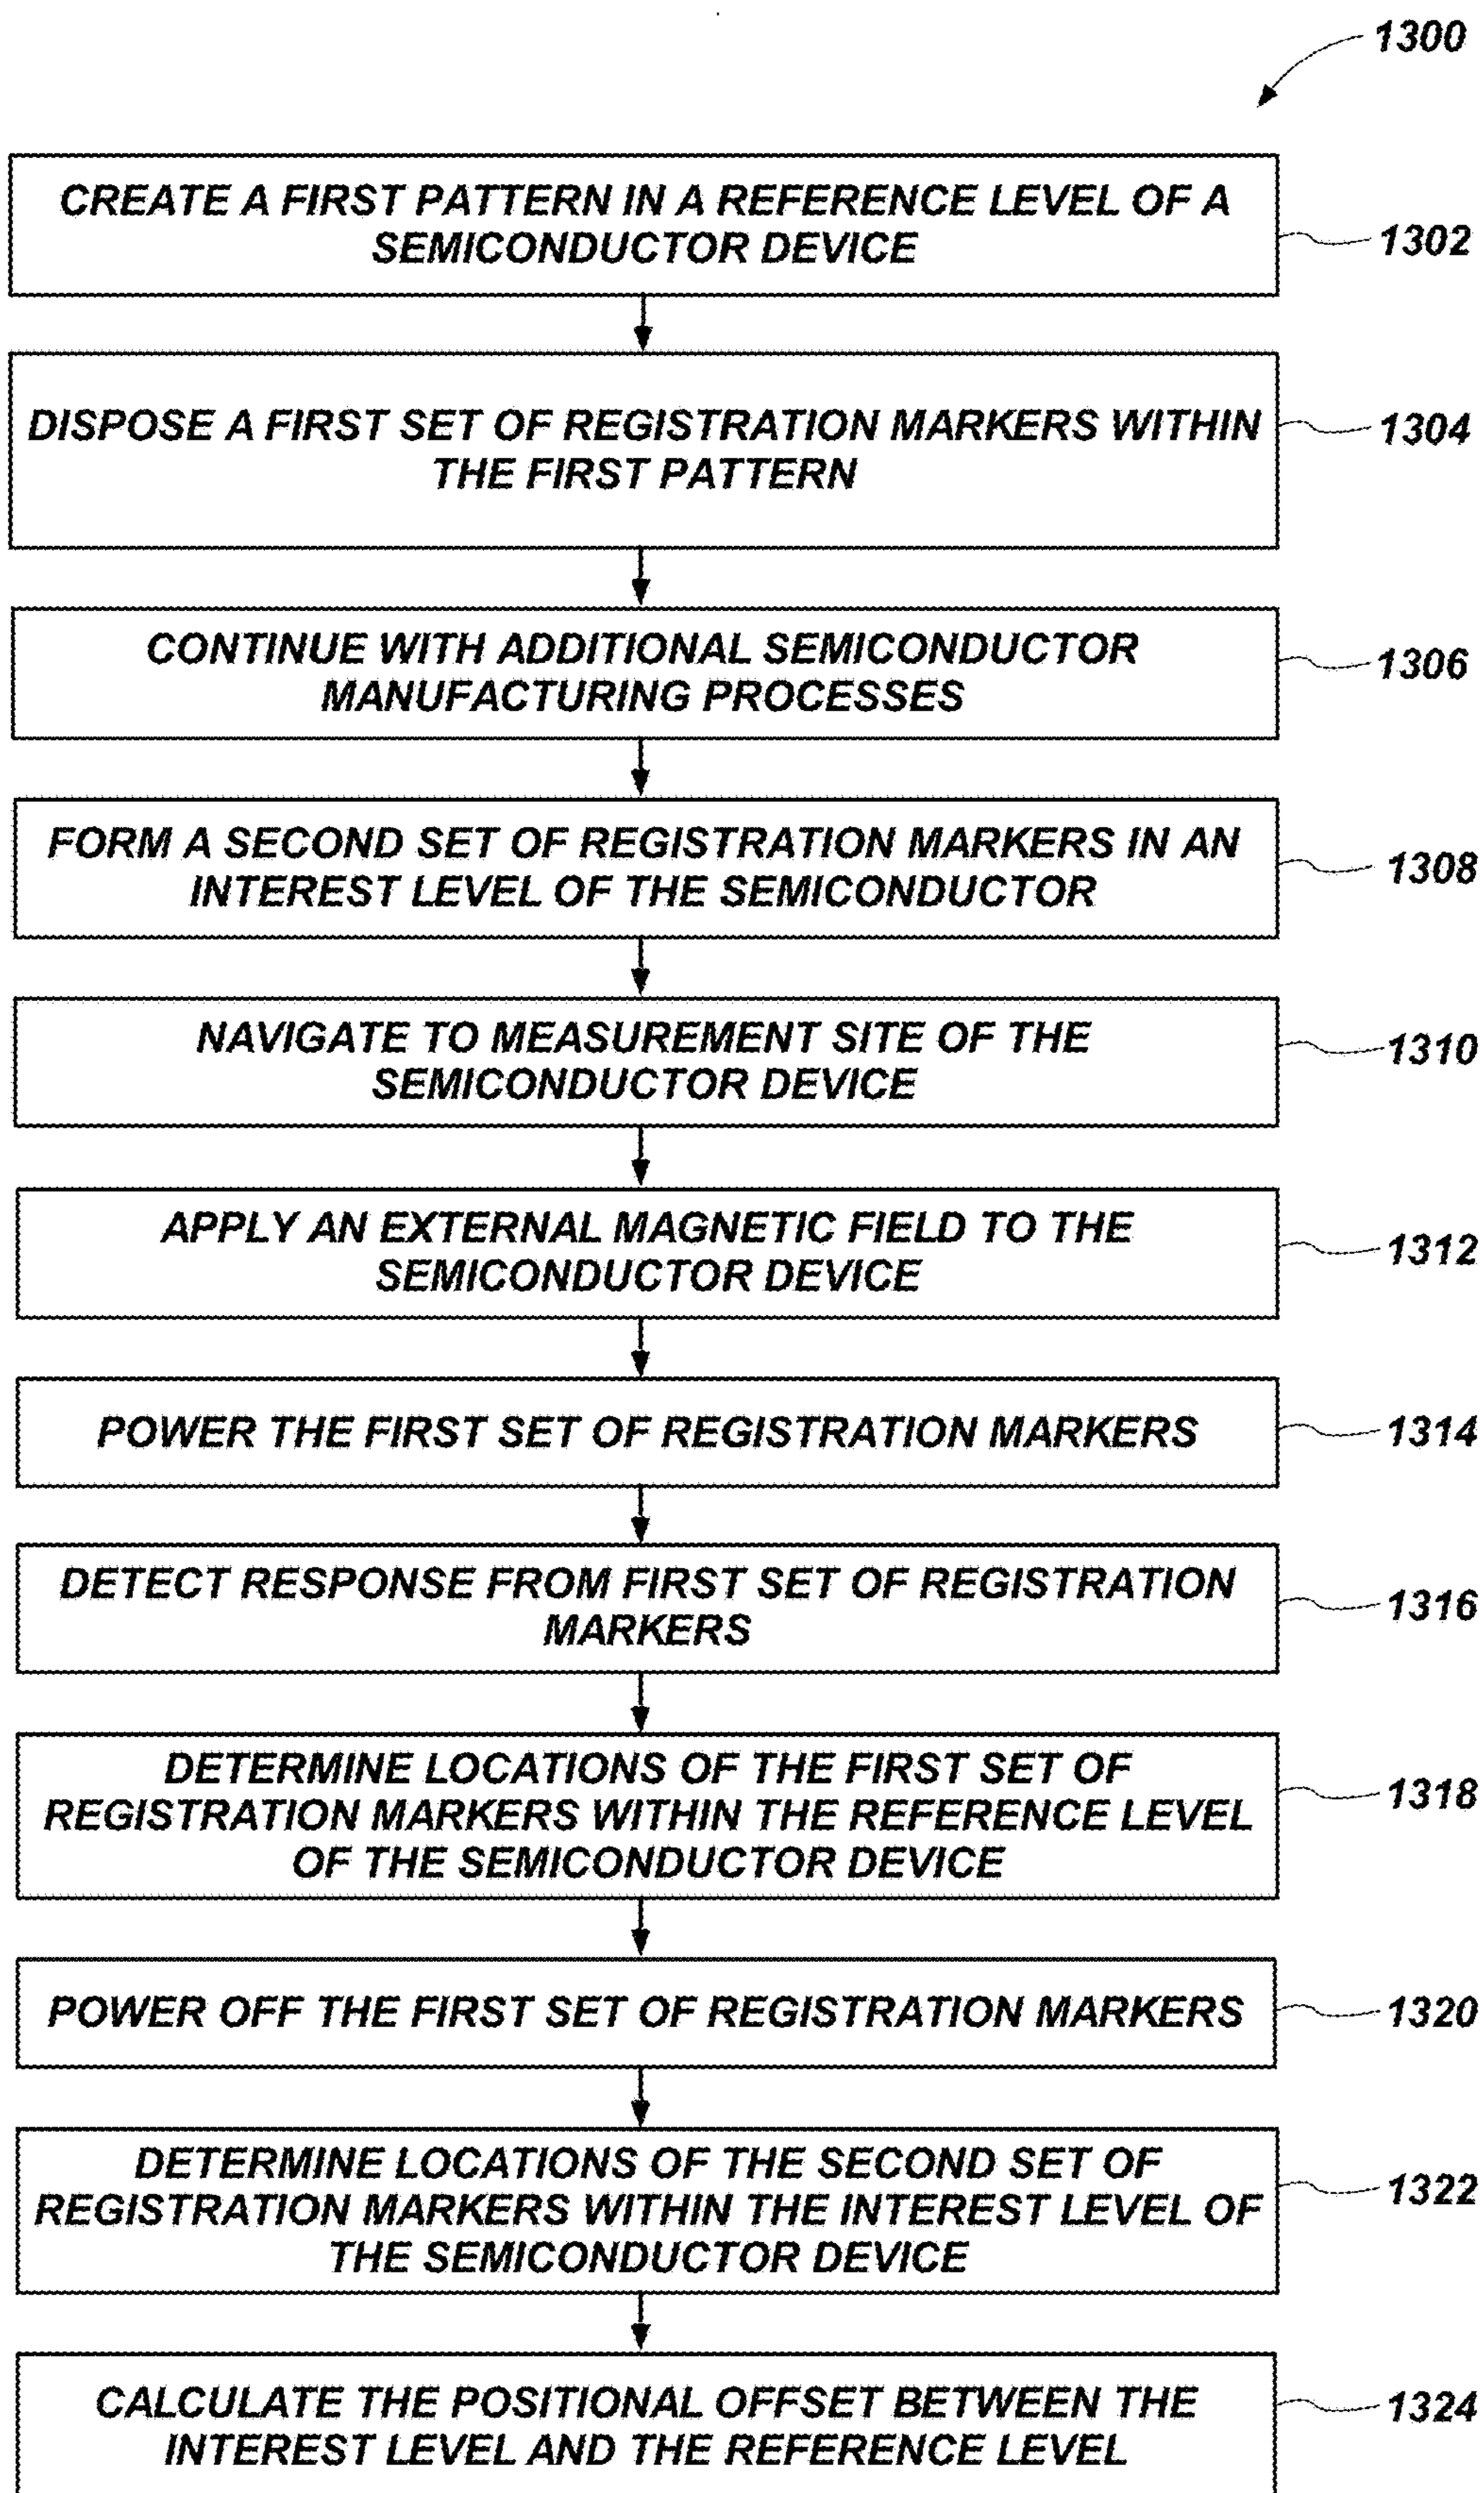 1300
CREATE A FIRST PATTERN IN A REFERENCE LEVEL OF A
SEMICONDUCTOR DEVICE
1302
DISPOSE A FIRST SET OF REGISTRATION MARKERS WITHIN
THE FIRST PATTERN
1304
CONTINUE WITH ADDITIONAL SEMICONDUCTOR
MANUFACTURING PROCESSES
1306
FORM A SECOND SET OF REGISTRATION MARKERS IN AN
INTEREST LEVEL OF THE SEMICONDUCTOR
1308
NAVIGATE TO MEASUREMENT SITE OF THE
SEMICONDUCTOR DEVICE
1310
APPLY AN EXTERNAL MAGNETIC FIELD TO THE
SEMICONDUCTOR DEVICE
1312
POWER THE FIRST SET OF REGISTRATION MARKERS
1314
DETECT RESPONSE FROM FIRST SET OF REGISTRATION
MARKERS
1316
DETERMINE LOCATIONS OF THE FIRST SET OF
REGISTRATION MARKERS WITHIN THE REFERENCE LEVEL
OF THE SEMICONDUCTOR DEVICE
1318
POWER OFF THE FIRST SET OF REGISTRATION MARKERS
1320
DETERMINE LOCATIONS OF THE SECOND SET OF
REGISTRATION MARKERS WITHIN THE INTEREST LEVEL OF
THE SEMICONDUCTOR DEVICE
1322
CALCULATE THE POSITIONAL OFFSET BETWEEN THE
INTEREST LEVEL AND THE REFERENCE LEVEL
1324